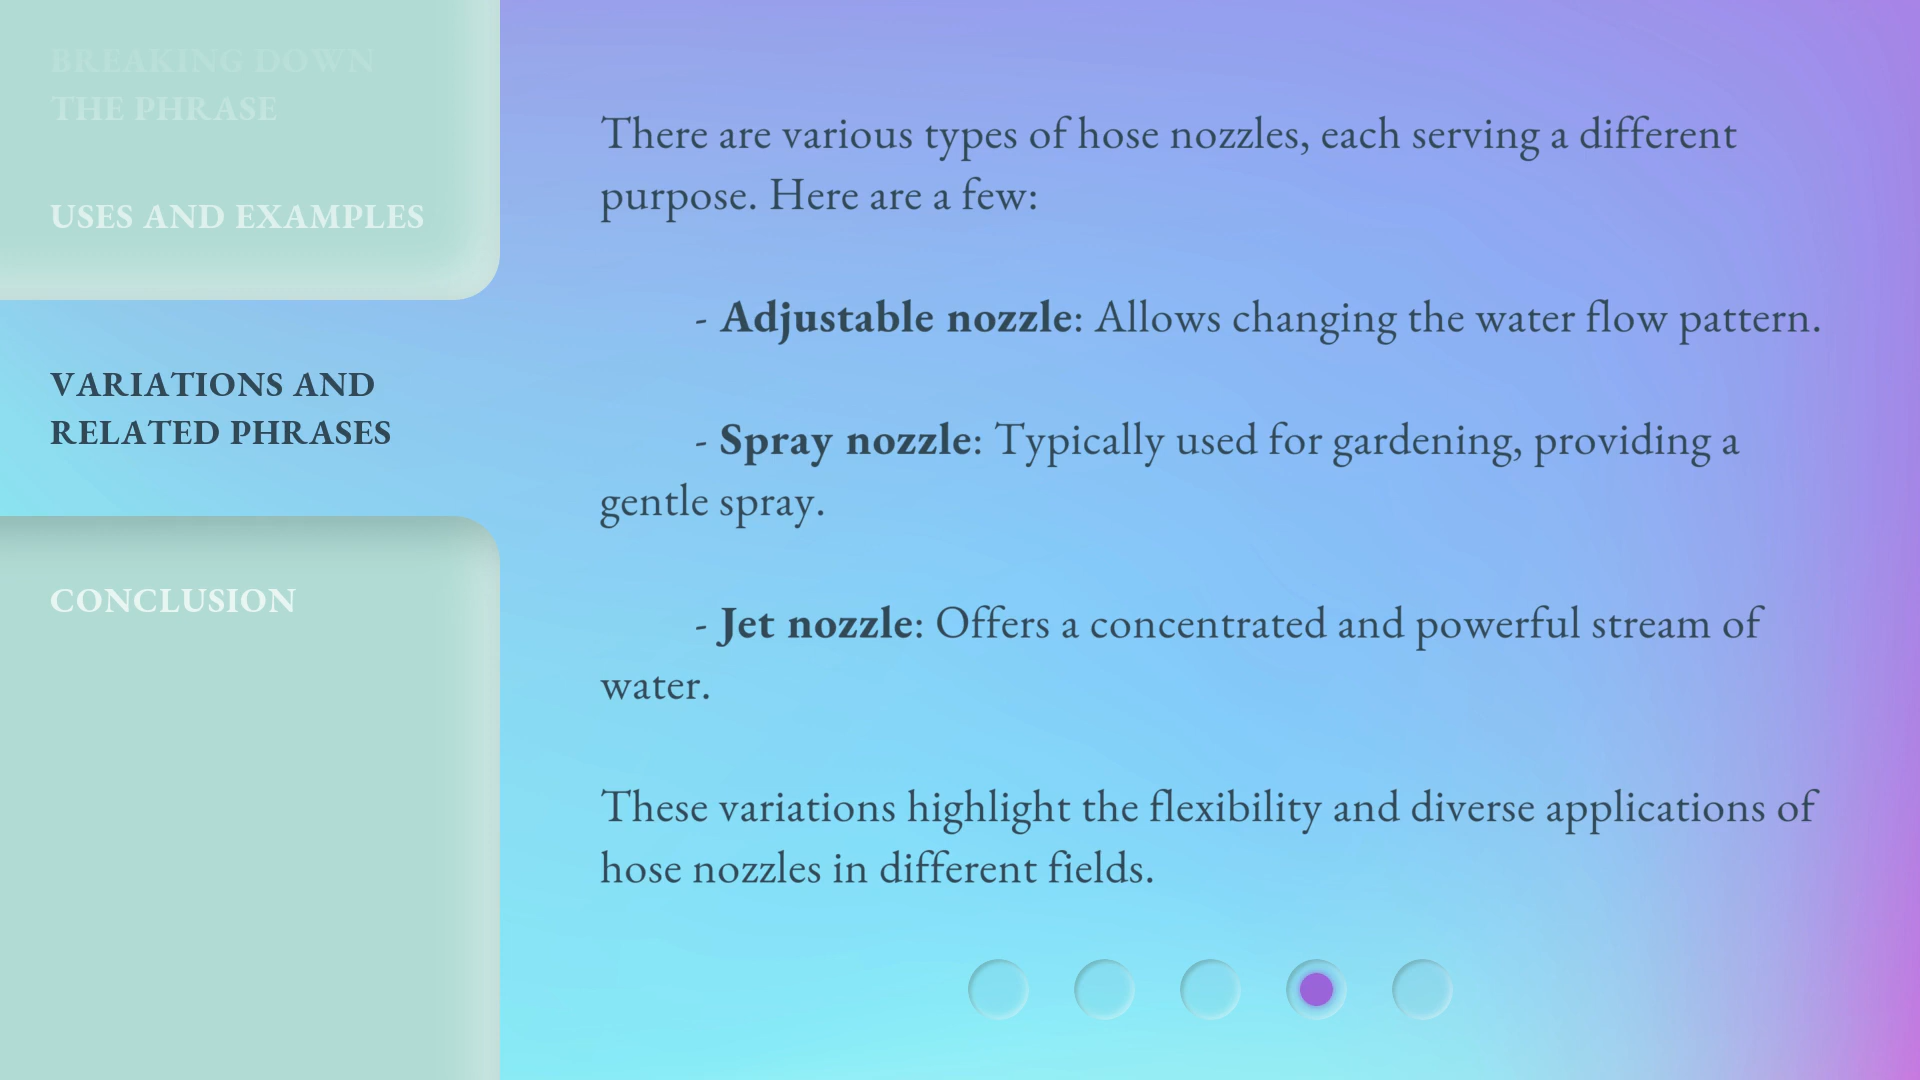 BREAKING DOWN
THE PHRASE
USES AND EXAMPLES
VARIATIONS AND
RELATED PHRASES
CONCLUSION
There are various types of hose nozzles, each serving a different
purpose. Here are a few:
- Adjustable nozzle: Allows changing the water flow pattern.
- Spray nozzle: Typically used for gardening, providing a
gentle spray.
- Jet nozzle: Offers a concentrated and powerful stream of
water.
These variations highlight the flexibility and diverse applications of
hose nozzles in different fields.